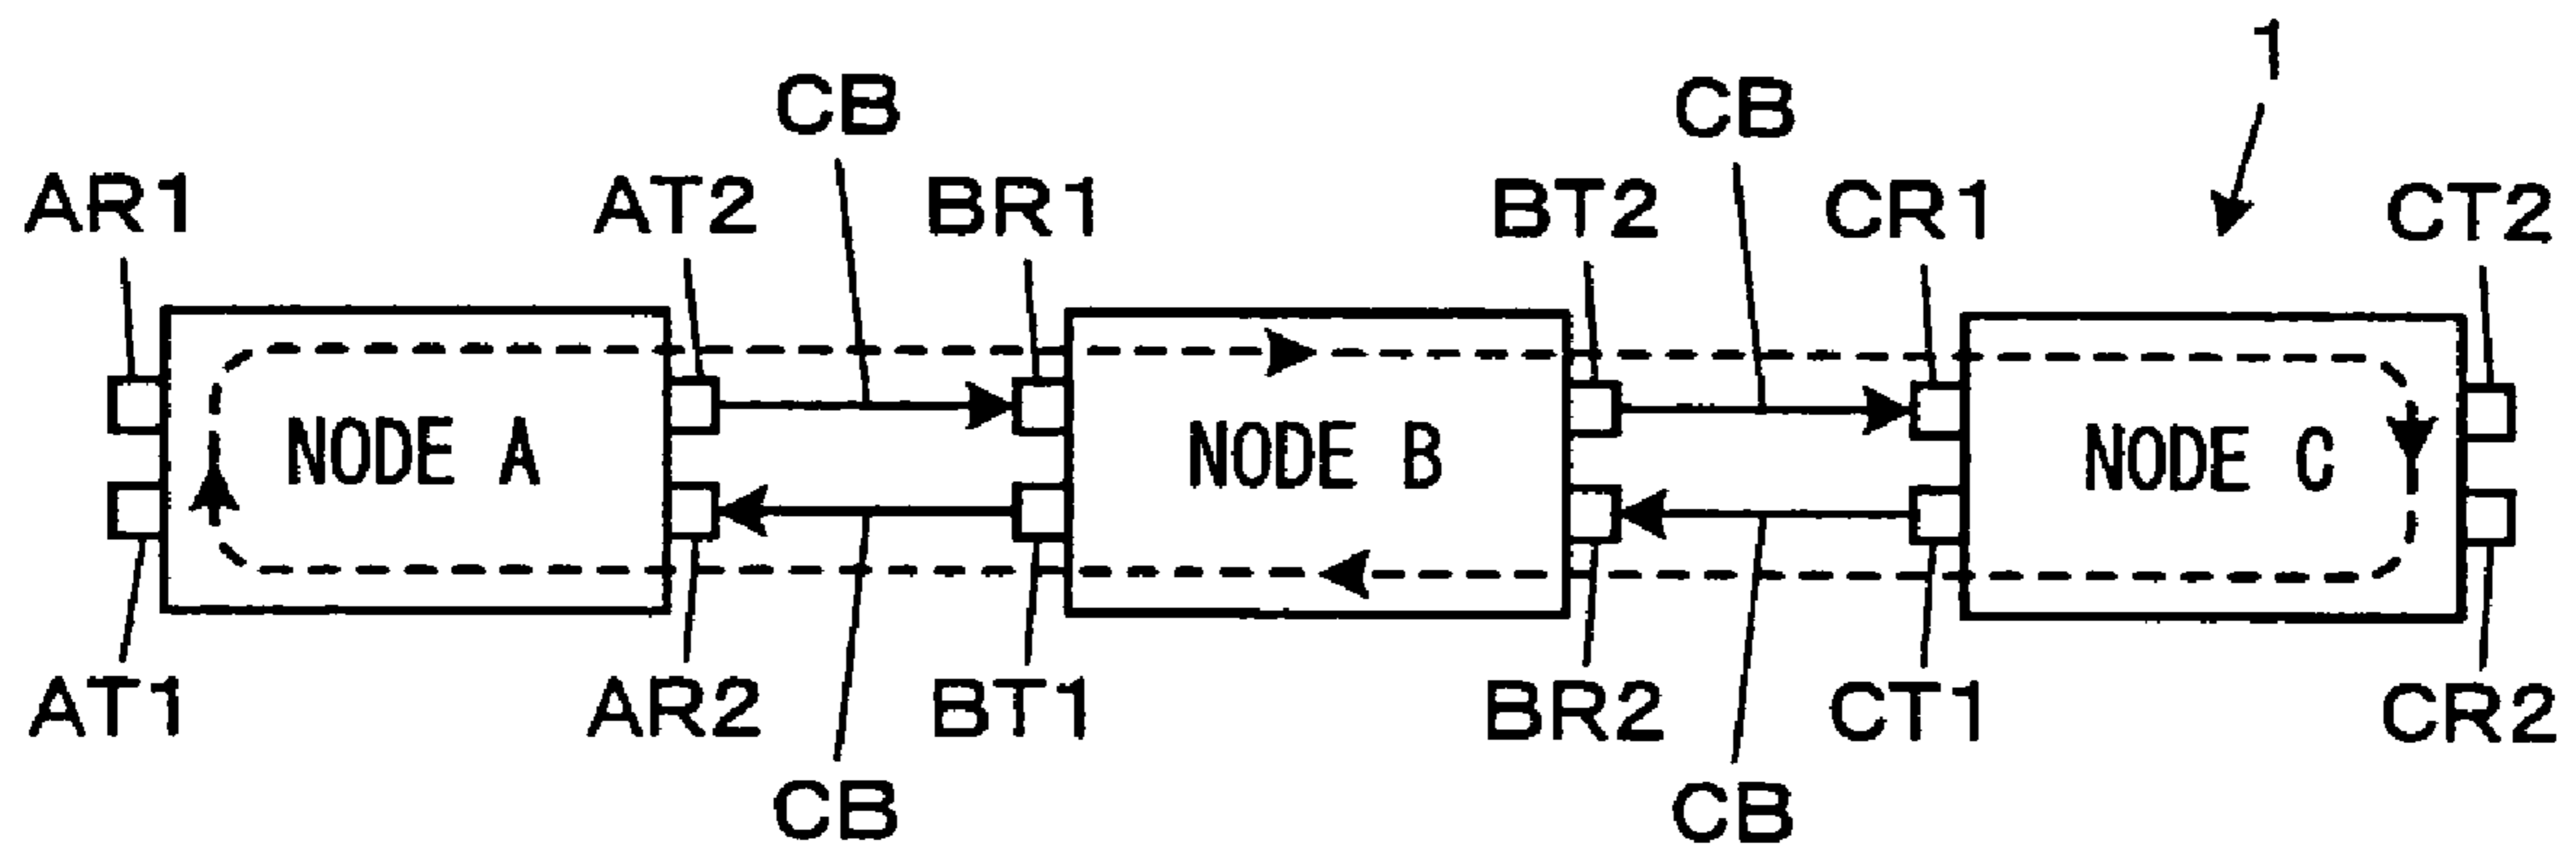 1
CB CB
AR1 AT2 BR1 BT2 CR1 CT2
NODE A NODE B NODE C
AT1 AR2 BT1 BR2 CT1 CR2
CB CB